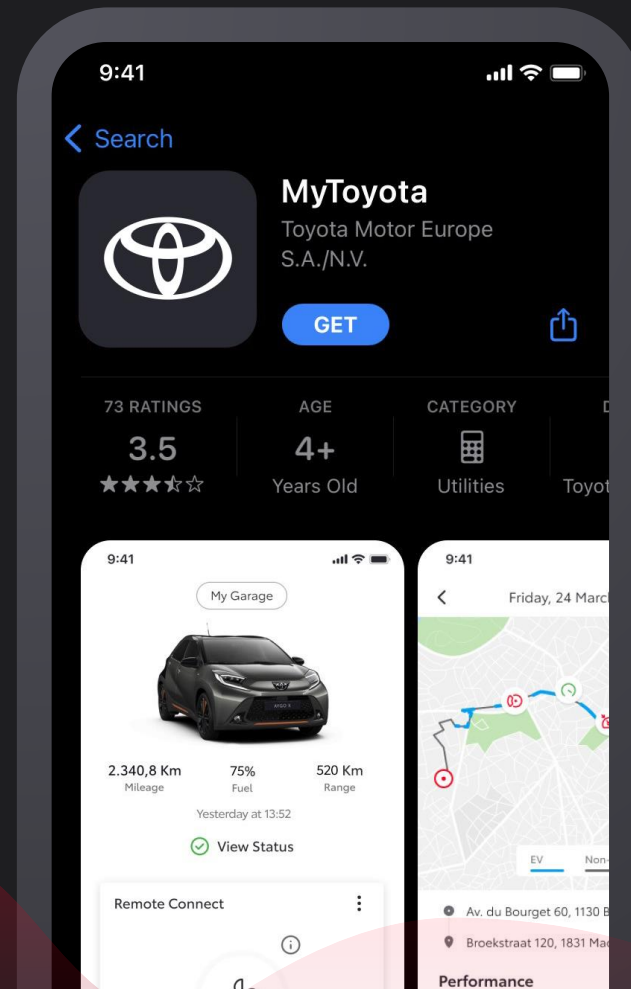 9:41
Search
MyToyota
Toyota Motor Europe
S.A./N.V.
GET
73 RATINGS
AGE
CATEGORY
3.5
4+
Years Old
Utilities
9:41
My Garage
AYGO X
2.340,8 Km
75%
520 Km
Mileage
Fuel
Range
Yesterday at 13:52
View Status
Remote Connect
9:41
Friday, 24 March
EV
Non-
Av. du Bourget 60, 1130 B
Broekstraat 120, 1831
Performance